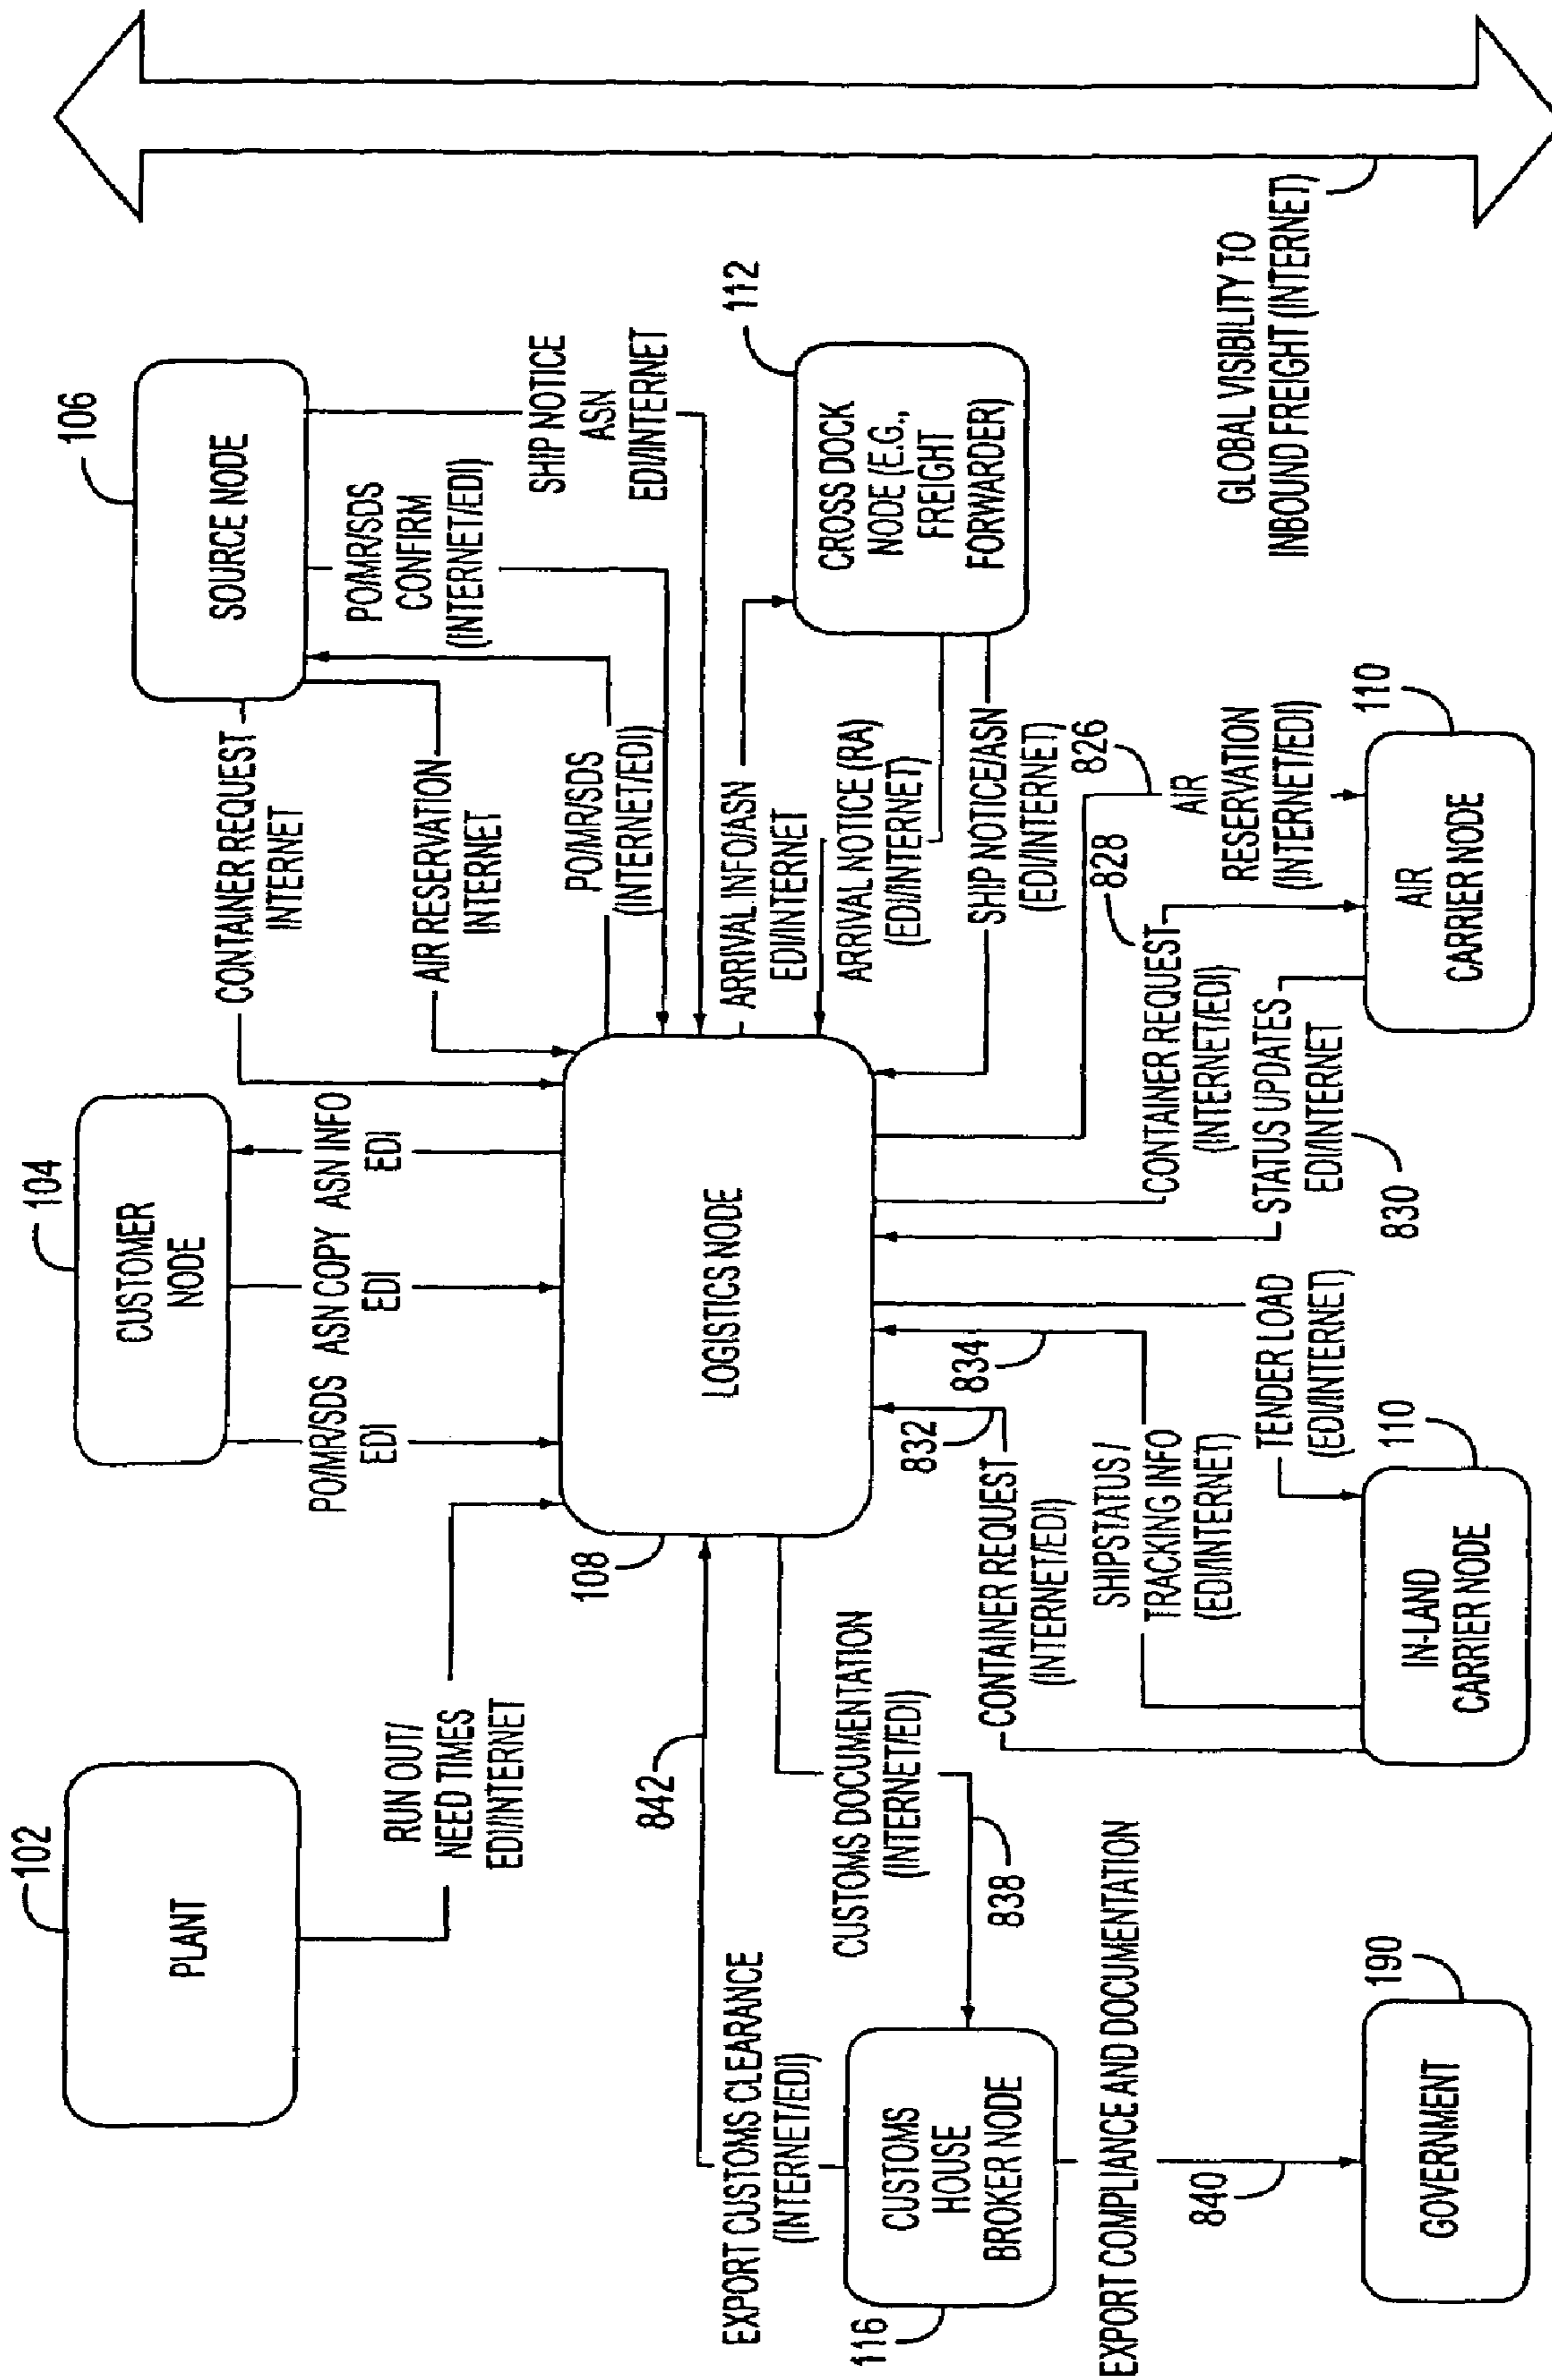 102
PLANT
RUN OUT/
NEED TIMES
EDI/INTERNET
104
CUSTOMER
NODE
PO/MR/SDS
EDI
ASN COPY
EDI
ASN INFO
EDI
106
SOURCE NODE
CONTAINER REQUEST
INTERNET
AIR RESERVATION
INTERNET
PO/MR/SDS
(INTERNET/EDI)
PO/MR/SDS
CONFIRM
(INTERNET/EDI)
SHIP NOTICE
ASN
EDI/INTERNET
108
LOGISTICS NODE
ARRIVAL INFO/ASN
EDI/INTERNET
ARRIVAL NOTICE (RA)
(EDI/INTERNET)
SHIP NOTICE/ASN
(EDI/INTERNET)
112
CROSS DOCK
NODE (E.G.,
FREIGHT
FORWARDER)
842
EXPORT CUSTOMS CLEARANCE
(INTERNET/EDI)
CUSTOMS DOCUMENTATION
(INTERNET/EDI)
838
116
CUSTOMS
HOUSE
BROKER NODE
EXPORT COMPLIANCE AND DOCUMENTATION
840
190
GOVERNMENT
832
CONTAINER REQUEST
(INTERNET/EDI)
834
SHIPSTATUS /
TRACKING INFO
(EDI/INTERNET)
TENDER LOAD
(EDI/INTERNET)
110
IN-LAND
CARRIER NODE
826
AIR
RESERVATION
(INTERNET/EDI)
828
CONTAINER REQUEST
(INTERNET/EDI)
STATUS UPDATES
EDI/INTERNET
830
110
AIR
CARRIER NODE
GLOBAL VISIBILITY TO
INBOUND FREIGHT (INTERNET)